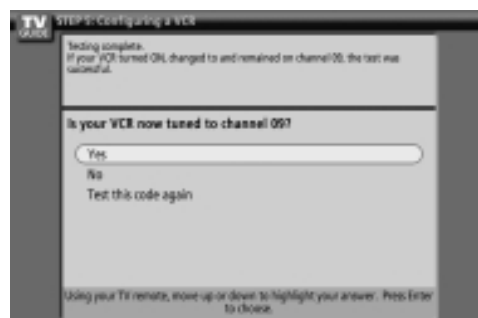 TV
GUIDE
STEP 5: Configuring a VCR
Testing complete.
If your VCR turned ON, changed to and remained on channel 09, the test was
successful.
Is your VCR now tuned to channel 09?
Yes
No
Test this code again
Using your TV remote, move up or down to highlight your answer. Press Enter
to choose.